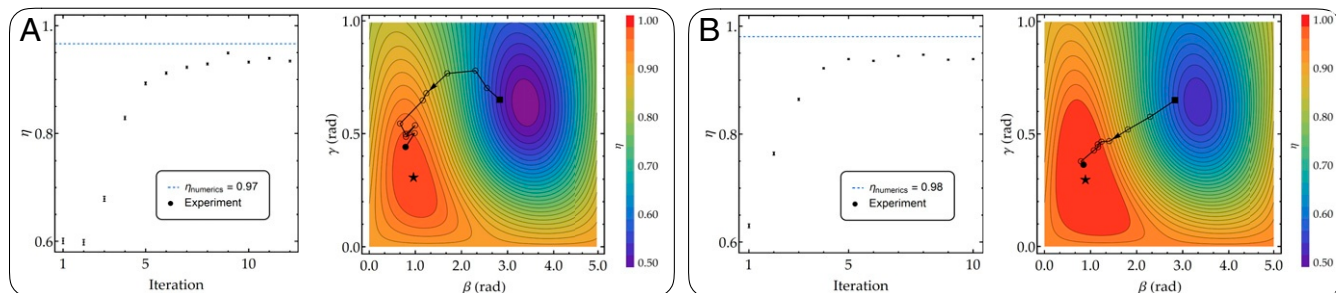 A
1.
0.8
0.6
η
1
5
10
Iteration
ηnumerics = 0.97
Experiment
1.0
0.5
0.0
γ (rad)
0.0
1.0
2.0
3.0
4.0
5.0
β (rad)
1.00
0.90
0.80
0.70
0.60
0.50
η
B
1.
0.8
0.6
η
1
5
10
Iteration
ηnumerics = 0.98
Experiment
1.0
0.5
0.0
γ (rad)
0.0
1.0
2.0
3.0
4.0
5.0
β (rad)
1.00
0.90
0.80
0.70
0.60
0.50
η